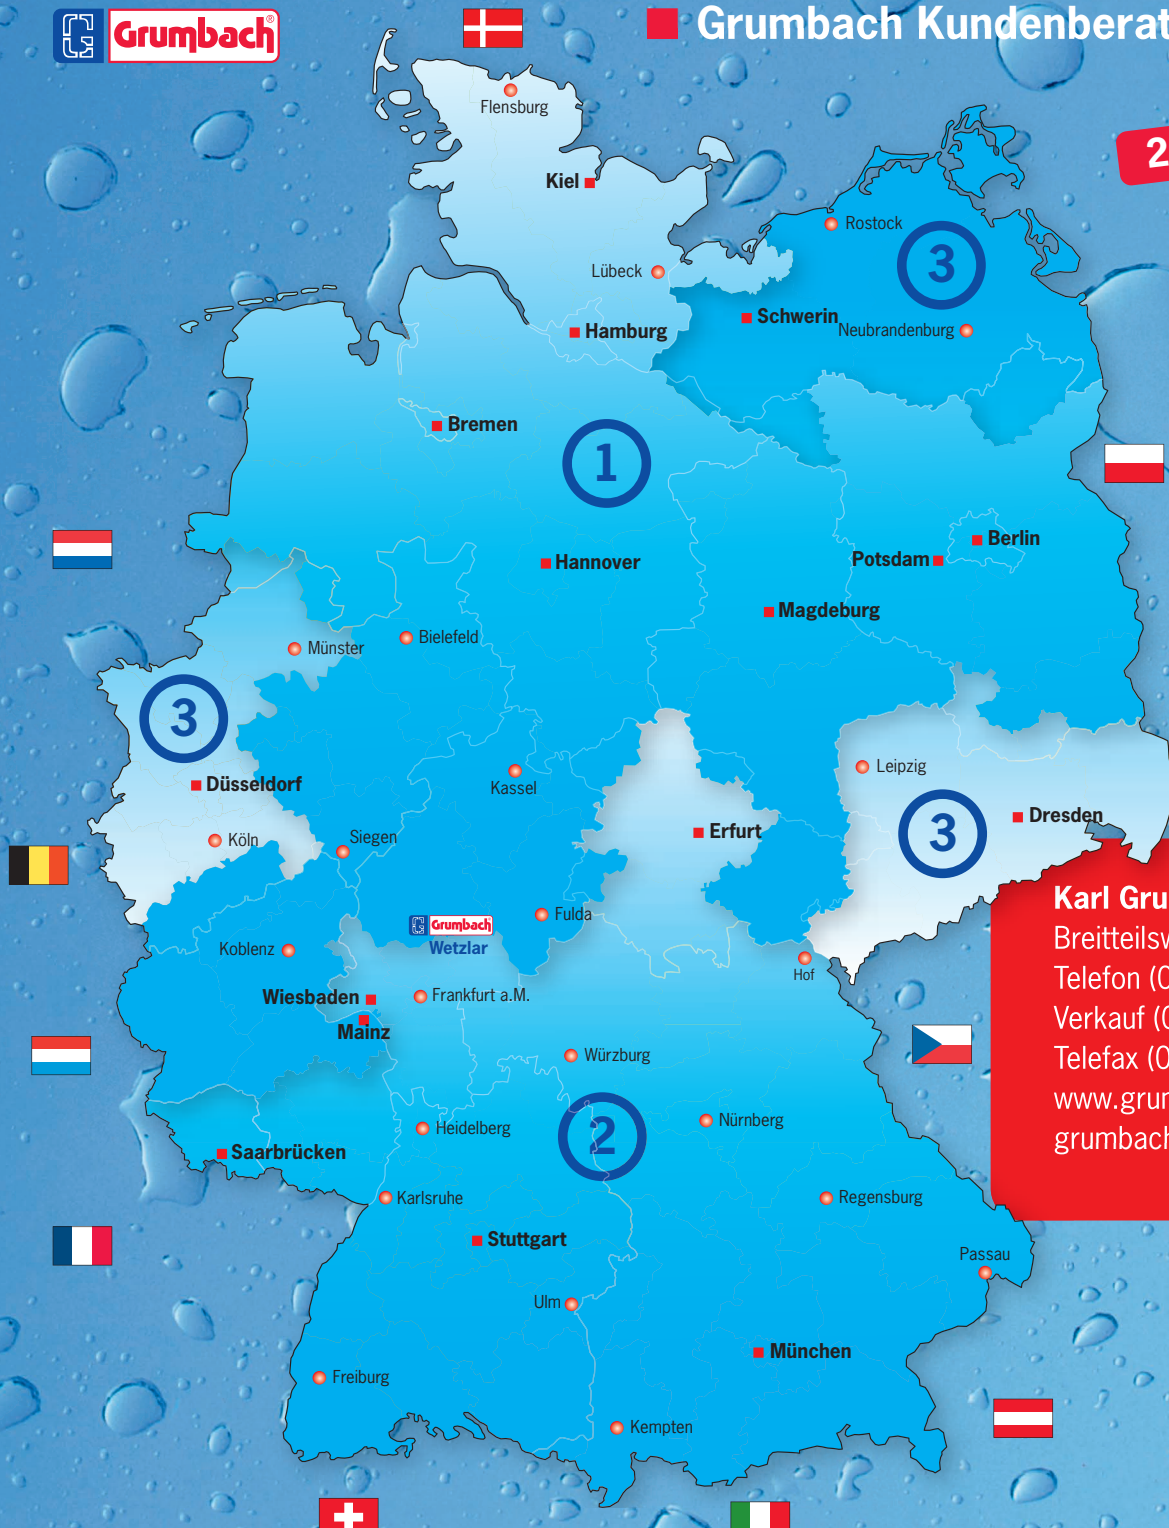 Grumbach®
Grumbach Kundenberat
2
Flensburg
Kiel
Rostock
3
Lübeck
Schwerin
Hamburg
Neubrandenburg
Bremen
1
Berlin
Hannover
Potsdam
Magdeburg
Bielefeld
Münster
3
Leipzig
Düsseldorf
Kassel
Dresden
Erfurt
3
Köln
Siegen
Karl Gru
Fulda
Grumbach
Wetzlar
Breitteilsw
Koblenz
Hof
Telefon (0
Wiesbaden
Frankfurt a.M.
Verkauf (0
Mainz
Würzburg
Telefax (0
www.grum
Nürnberg
Heidelberg
2
grumbach
Saarbrücken
Karlsruhe
Regensburg
Stuttgart
Passau
Ulm
München
Freiburg
Kempten